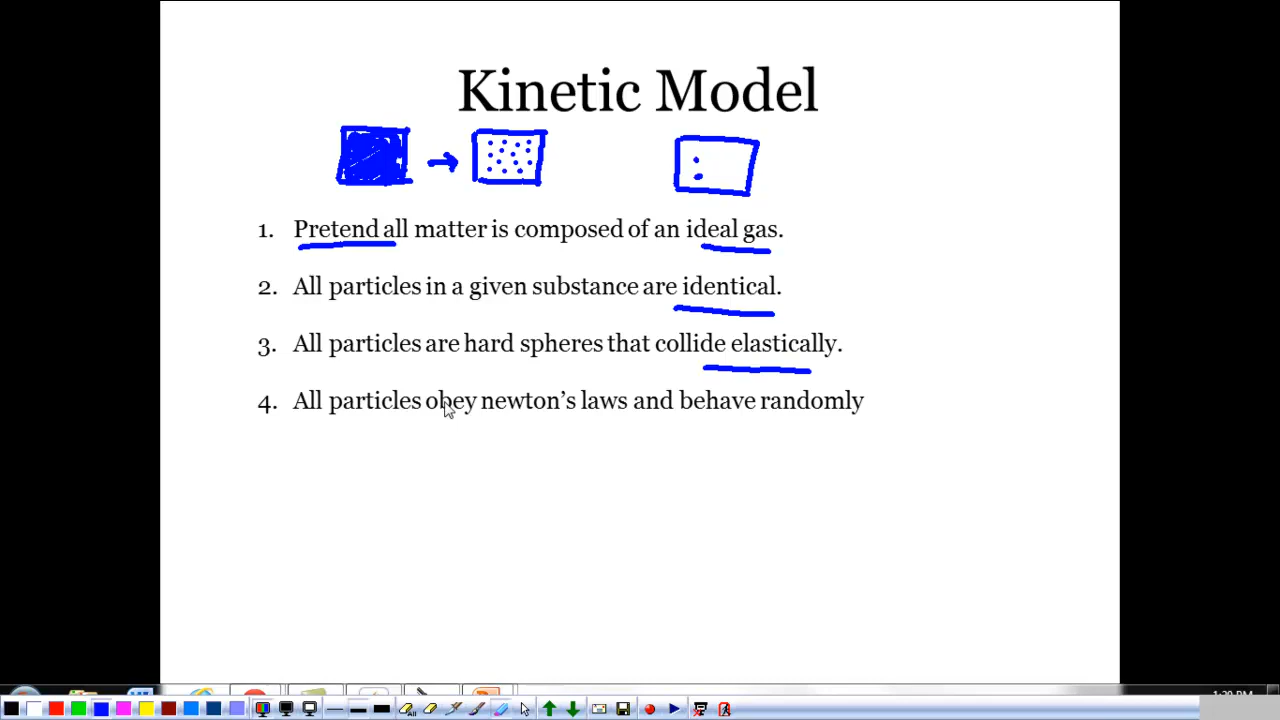 Kinetic Model
1. Pretend all matter is composed of an ideal gas.
2. All particles in a given substance are identical.
3. All particles are hard spheres that collide elastically.
4. All particles obey newton's laws and behave randomly